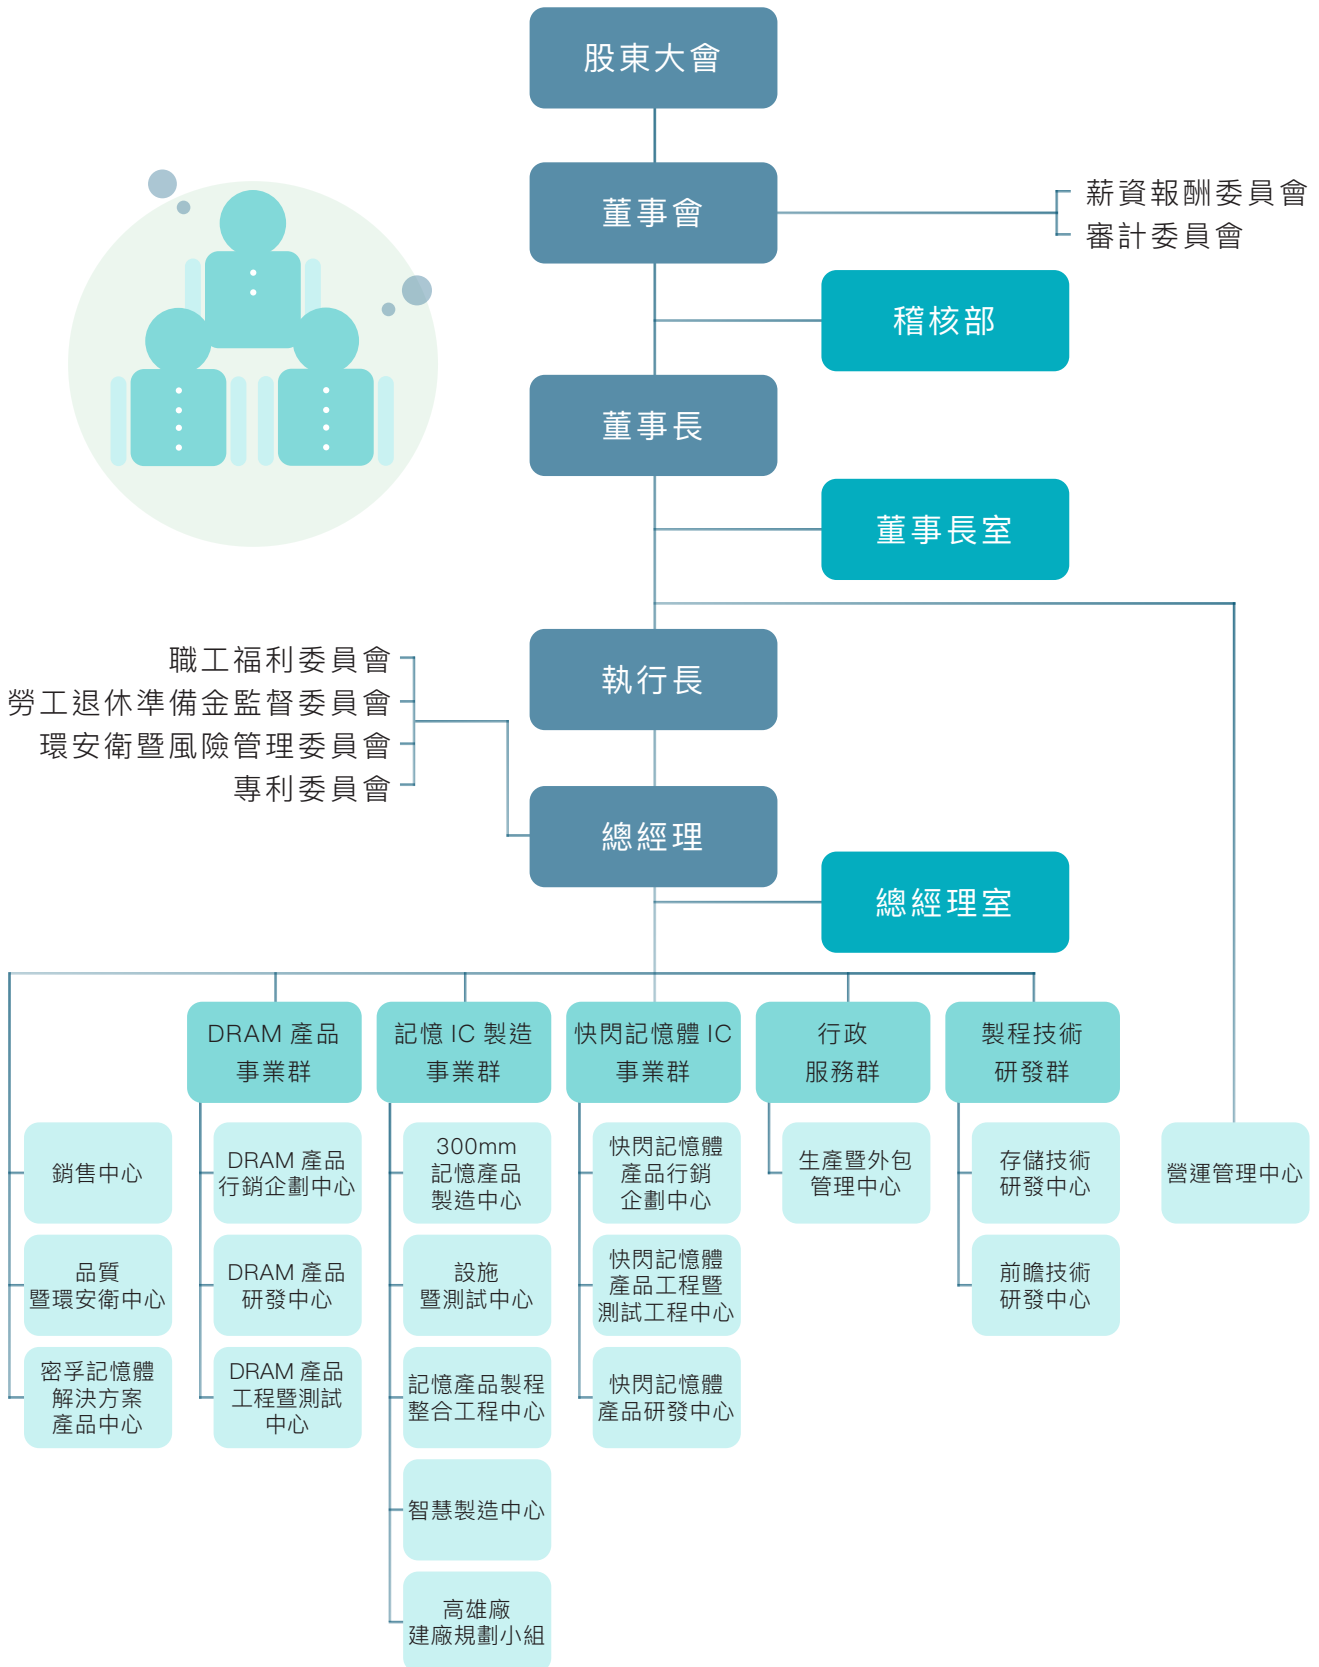 股東大會
董事會
薪資報酬委員會
審計委員會
稽核部
董事長
董事長室
執行長
職工福利委員會
勞工退休準備金監督委員會
環安衛暨風險管理委員會
專利委員會
總經理
總經理室
DRAM 產品
事業群
記憶 IC 製造
事業群
快閃記憶體 IC
事業群
行政
服務群
製程技術
研發群
銷售中心
品質
暨環安衛中心
密孚記憶體
解決方案
產品中心
DRAM 產品
行銷企劃中心
DRAM 產品
研發中心
DRAM 產品
工程暨測試
中心
300mm
記憶產品
製造中心
設施
暨測試中心
記憶產品製程
整合工程中心
智慧製造中心
高雄廠
建廠規劃小組
快閃記憶體
產品行銷
企劃中心
快閃記憶體
產品工程暨
測試工程中心
快閃記憶體
產品研發中心
生產暨外包
管理中心
存儲技術
研發中心
前瞻技術
研發中心
營運管理中心